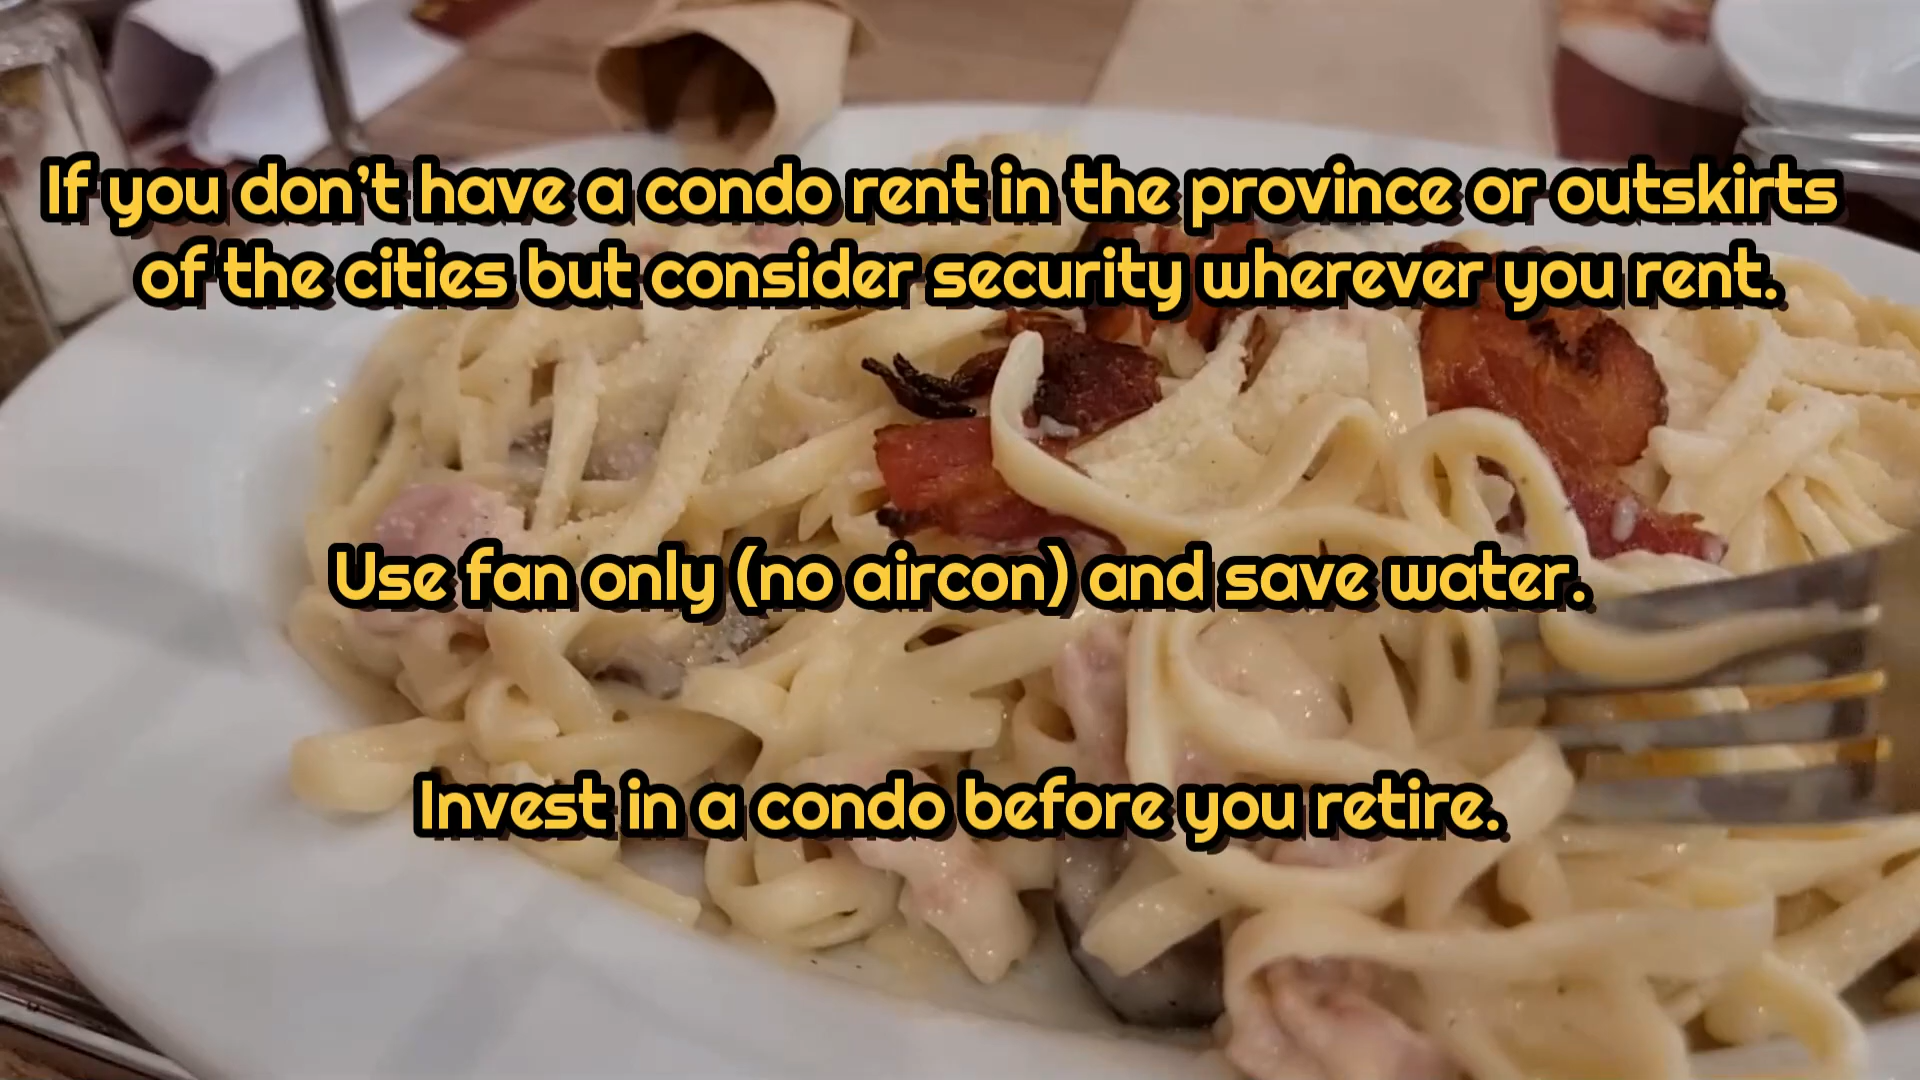 If you don't have a condo rent in the province or outskirts
of the cities but consider security wherever you rent.
Use fan only (no aircon) and save water.
Invest in a condo before you retire.